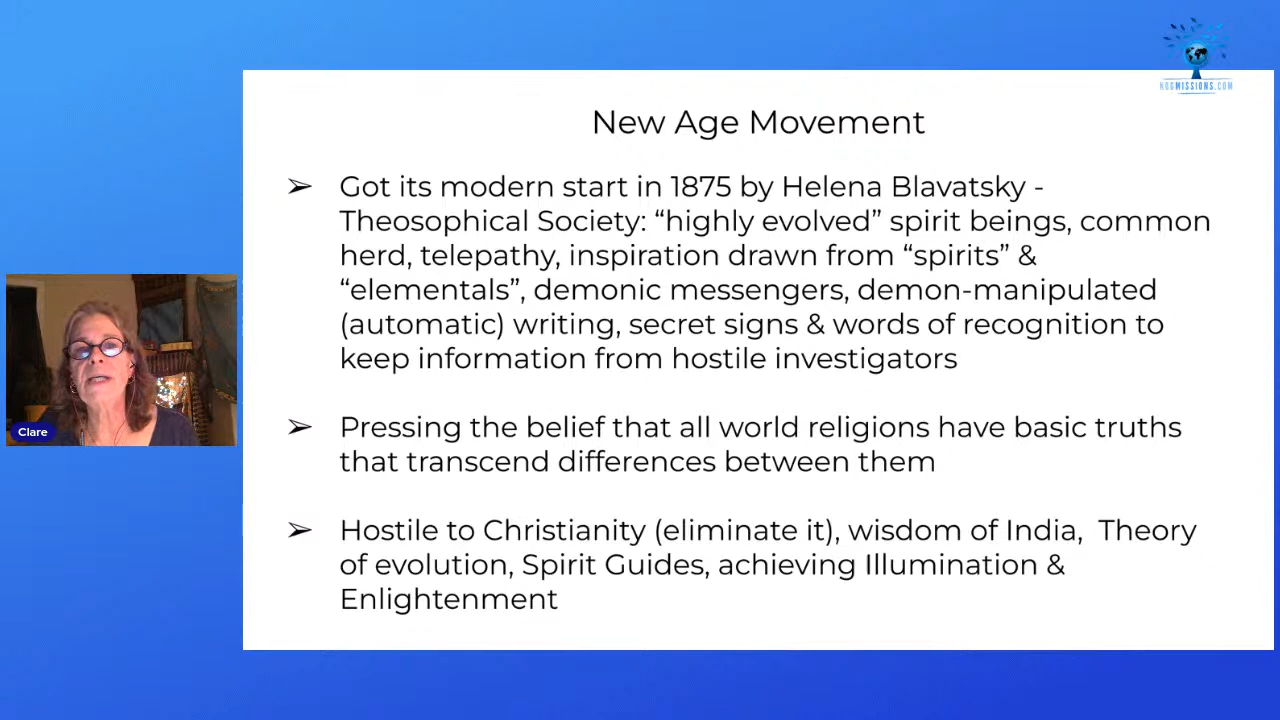 KOGMISSIONS.COM
New Age Movement
➢ Got its modern start in 1875 by Helena Blavatsky -
Theosophical Society: “highly evolved” spirit beings, common
herd, telepathy, inspiration drawn from “spirits” &
“elementals”, demonic messengers, demon-manipulated
(automatic) writing, secret signs & words of recognition to
keep information from hostile investigators
➢ Pressing the belief that all world religions have basic truths
that transcend differences between them
➢ Hostile to Christianity (eliminate it), wisdom of India,  Theory
of evolution, Spirit Guides, achieving Illumination &
Enlightenment
Clare